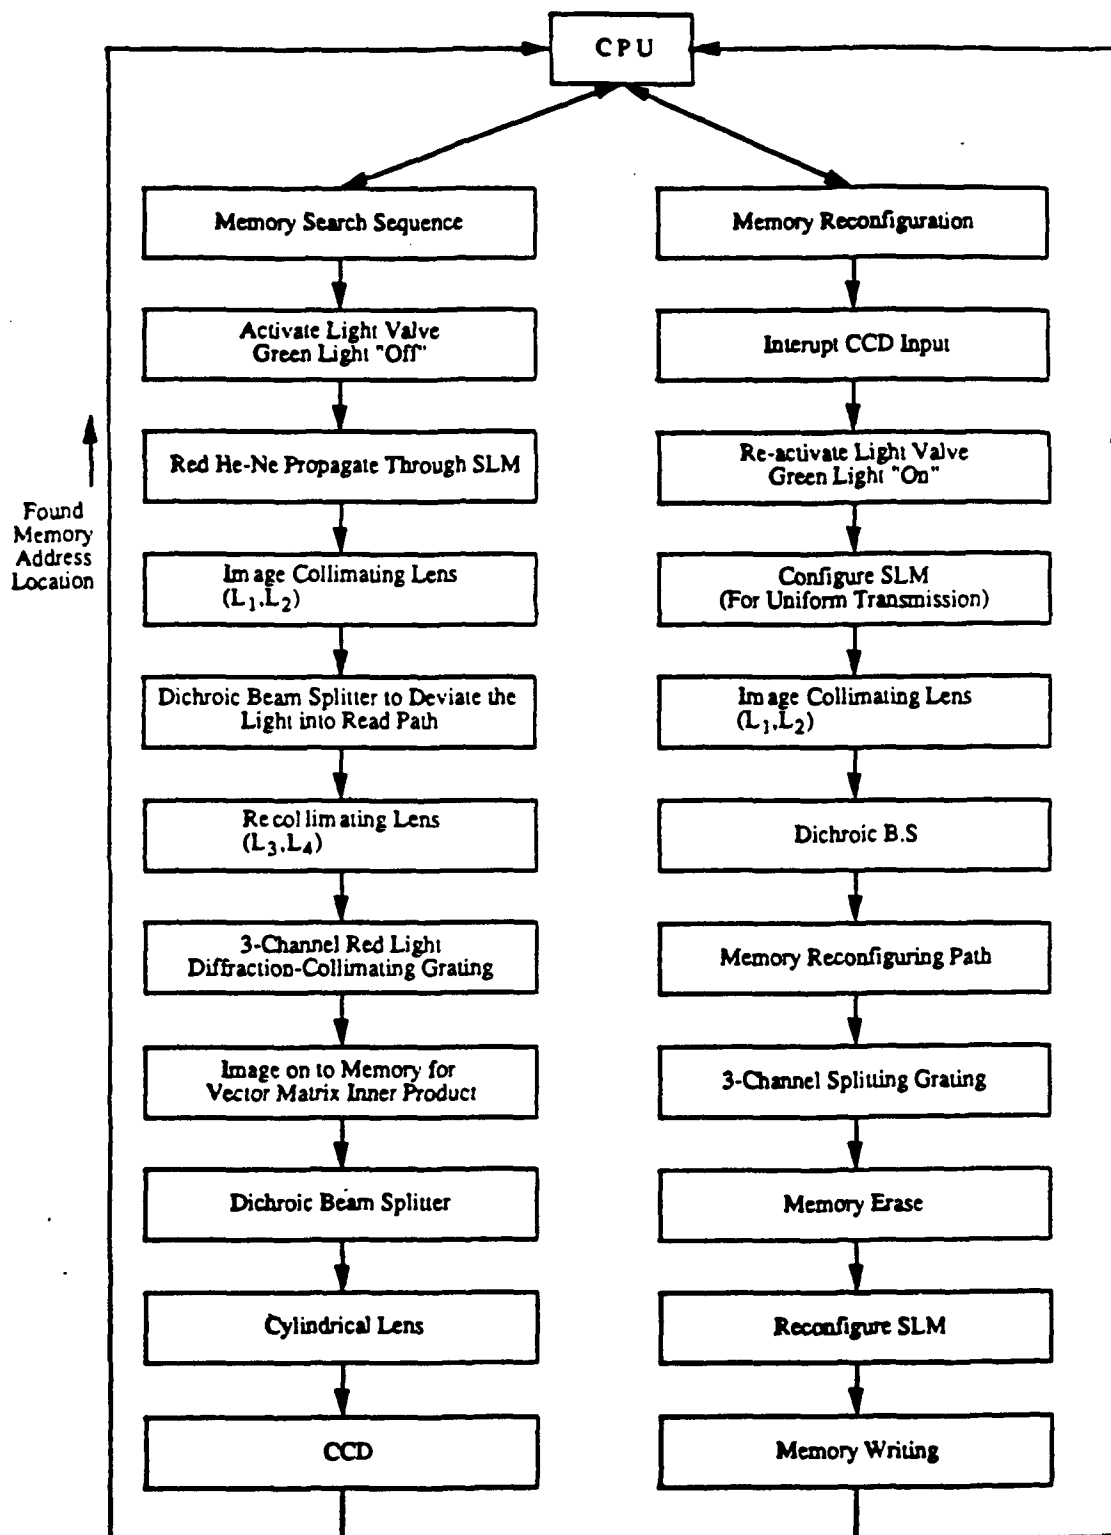 CPU
Memory Search Sequence
Activate Light Valve
Green Light "Off"
Red He-Ne Propagate Through SLM
Image Collimating Lens
(L1,L2)
Dichroic Beam Splitter to Deviate the
Light into Read Path
Recollimating Lens
(L3,L4)
3-Channel Red Light
Diffraction-Collimating Grating
Image on to Memory for
Vector Matrix Inner Product
Dichroic Beam Splitter
Cylindrical Lens
CCD
Found
Memory
Address
Location
Memory Reconfiguration
Interupt CCD Input
Re-activate Light Valve
Green Light "On"
Configure SLM
(For Uniform Transmission)
Image Collimating Lens
(L1,L2)
Dichroic B.S
Memory Reconfiguring Path
3-Channel Splitting Grating
Memory Erase
Reconfigure SLM
Memory Writing